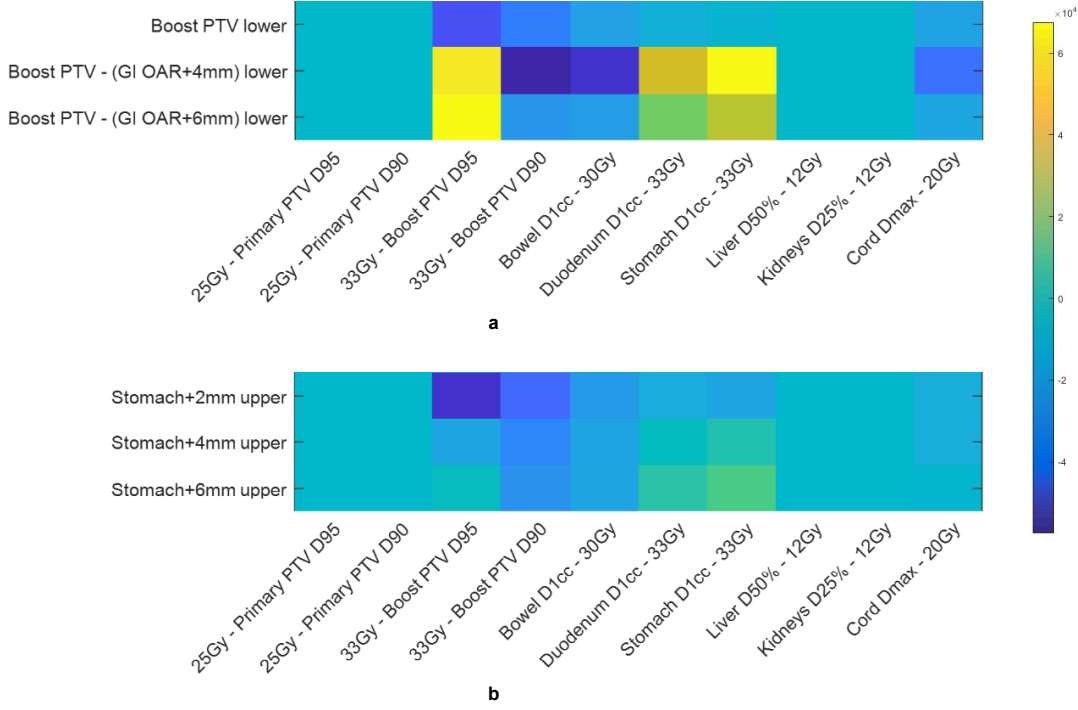 ×10⁴
Boost PTV lower
Boost PTV - (GI OAR+4mm) lower
Boost PTV - (GI OAR+6mm) lower
25Gy - Primary PTV D95
25Gy - Primary PTV D90
33Gy - Boost PTV D95
33Gy - Boost PTV D90
Bowel D1cc - 30Gy
Duodenum D1cc - 33Gy
Stomach D1cc - 33Gy
Liver D50% - 12Gy
Kidneys D25% - 12Gy
Cord Dmax - 20Gy
a
Stomach+2mm upper
Stomach+4mm upper
Stomach+6mm upper
25Gy - Primary PTV D95
25Gy - Primary PTV D90
33Gy - Boost PTV D95
33Gy - Boost PTV D90
Bowel D1cc - 30Gy
Duodenum D1cc - 33Gy
Stomach D1cc - 33Gy
Liver D50% - 12Gy
Kidneys D25% - 12Gy
Cord Dmax - 20Gy
b
6
4
2
0
-2
-4